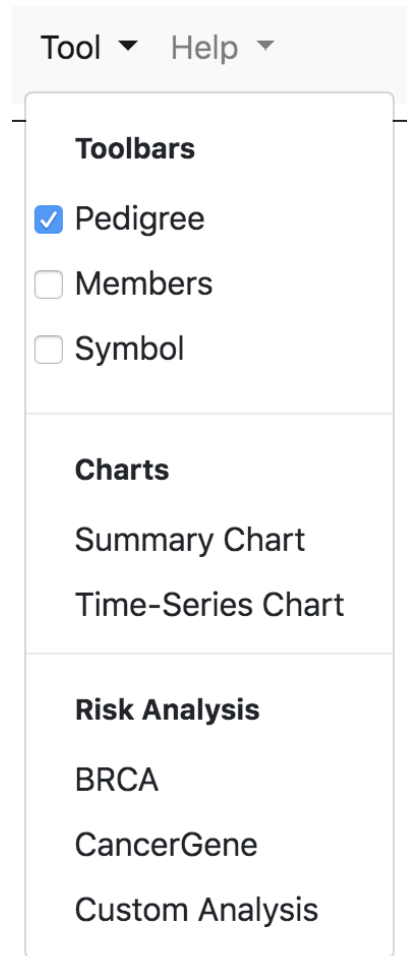 Tool Help
Toolbars
Pedigree
Members
Symbol
Charts
Summary Chart
Time-Series Chart
Risk Analysis
BRCA
CancerGene
Custom Analysis